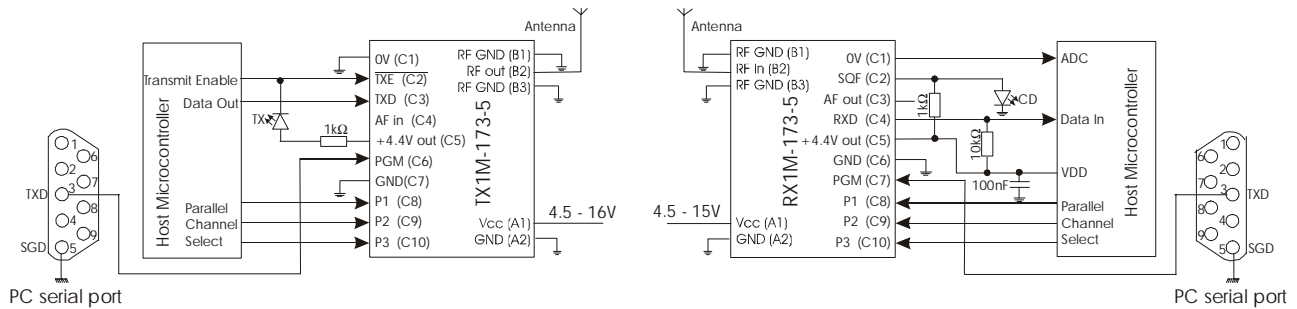 Antenna
Antenna
Host Microcontroller
Transmit Enable
Data Out
Parallel
Channel
Select
TX
1kΩ
TX1M-173-5
0V (C1)
TXE (C2)
TXD (C3)
AF in (C4)
+4.4V out (C5)
PGM (C6)
GND(C7)
P1 (C8)
P2 (C9)
P3 (C10)
RF GND (B1)
RF out (B2)
RF GND (B3)
Vcc (A1)
GND (A2)
4.5 - 16V
1
6
2
7
TXD 3
8
4
9
SGD 5
PC serial port
4.5 - 15V
RX1M-173-5
RF GND (B1)
RF in (B2)
RF GND (B3)
Vcc (A1)
GND (A2)
0V (C1)
SQF (C2)
AF out (C3)
RXD (C4)
+4.4V out (C5)
GND (C6)
PGM (C7)
P1 (C8)
P2 (C9)
P3 (C10)
1kΩ
CD
10kΩ
100nF
Host Microcontroller
ADC
Data In
VDD
Parallel
Channel
Select
1
6
2
7
3 TXD
8
4
9
5 SGD
PC serial port